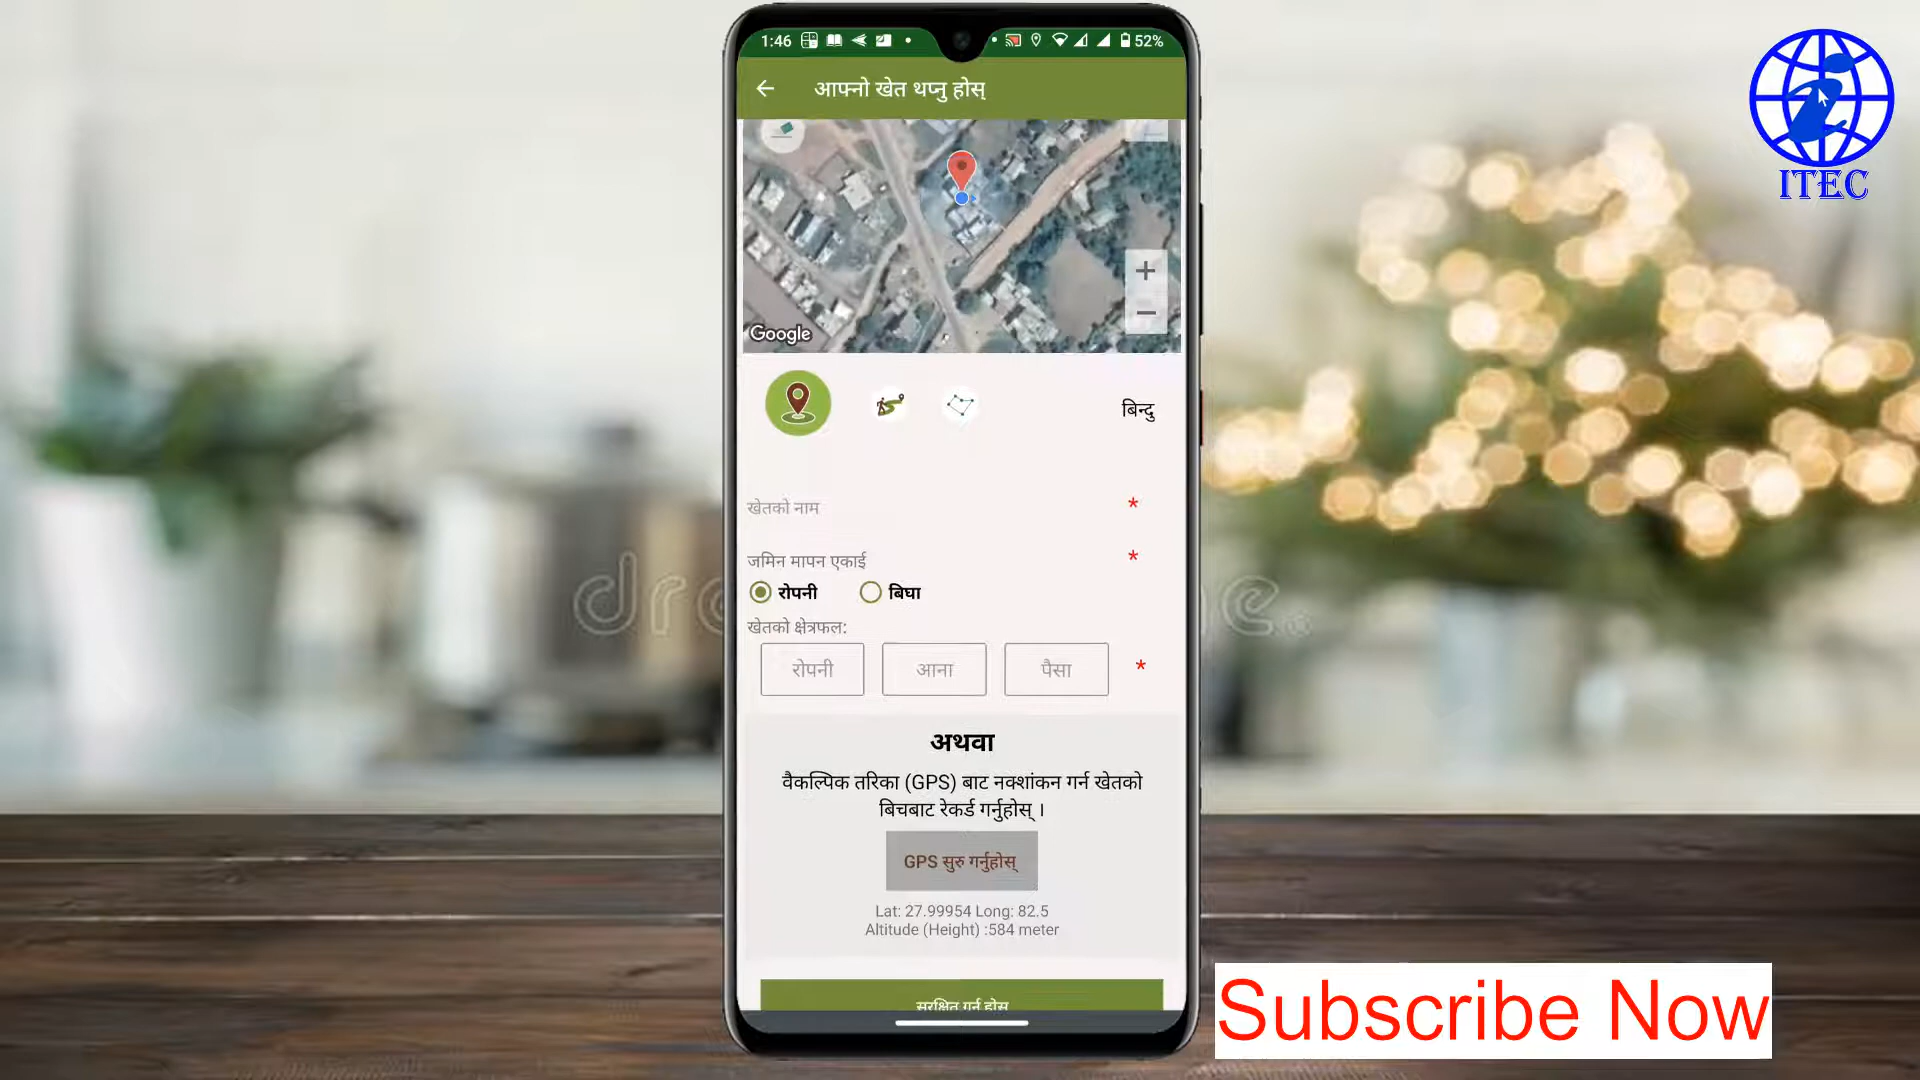 1:46
52%
आफ्नो खेत थप्नु होस्
ITEC
Google
बिन्दु
खेतको नाम *
जमिन मापन एकाई *
रोपनी बिघा
खेतको क्षेत्रफल:
रोपनी आना पैसा *
अथवा
वैकल्पिक तरिका (GPS) बाट नक्शांकन गर्न खेतको
बिचबाट रेकर्ड गर्नुहोस् ।
GPS सुरु गर्नुहोस्
Lat: 27.99954 Long: 82.5
Altitude (Height) :584 meter
सुरक्षित गर्नु होस्
Subscribe Now